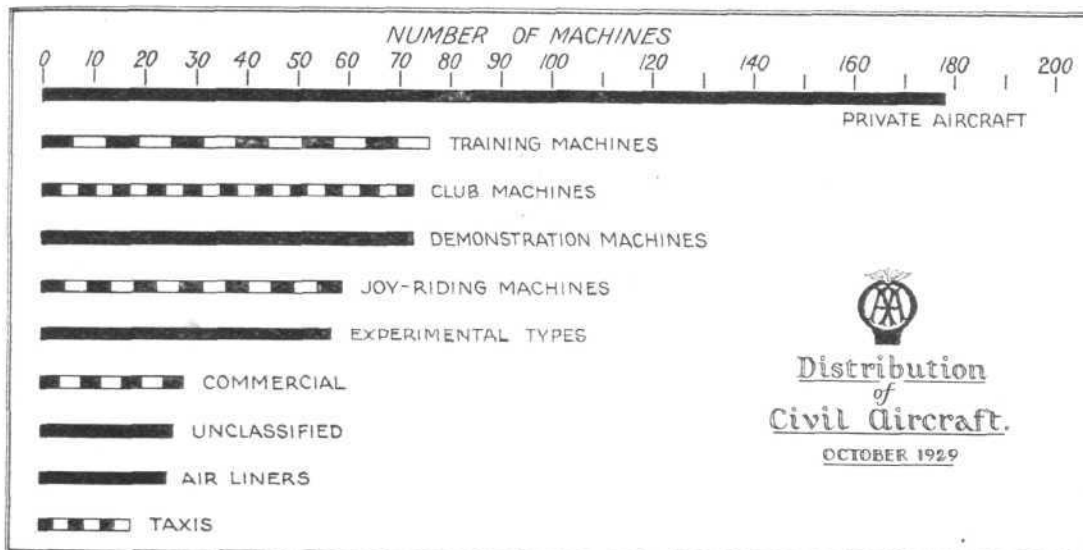 NUMBER OF MACHINES
0 10 20 30 40 50 60 70 80 90 100 120 140 160 180 200
PRIVATE AIRCRAFT
TRAINING MACHINES
CLUB MACHINES
DEMONSTRATION MACHINES
JOY-RIDING MACHINES
EXPERIMENTAL TYPES
COMMERCIAL
UNCLASSIFIED
AIR LINERS
TAXIS
AA
Distribution
of
Civil Aircraft.
OCTOBER 1929